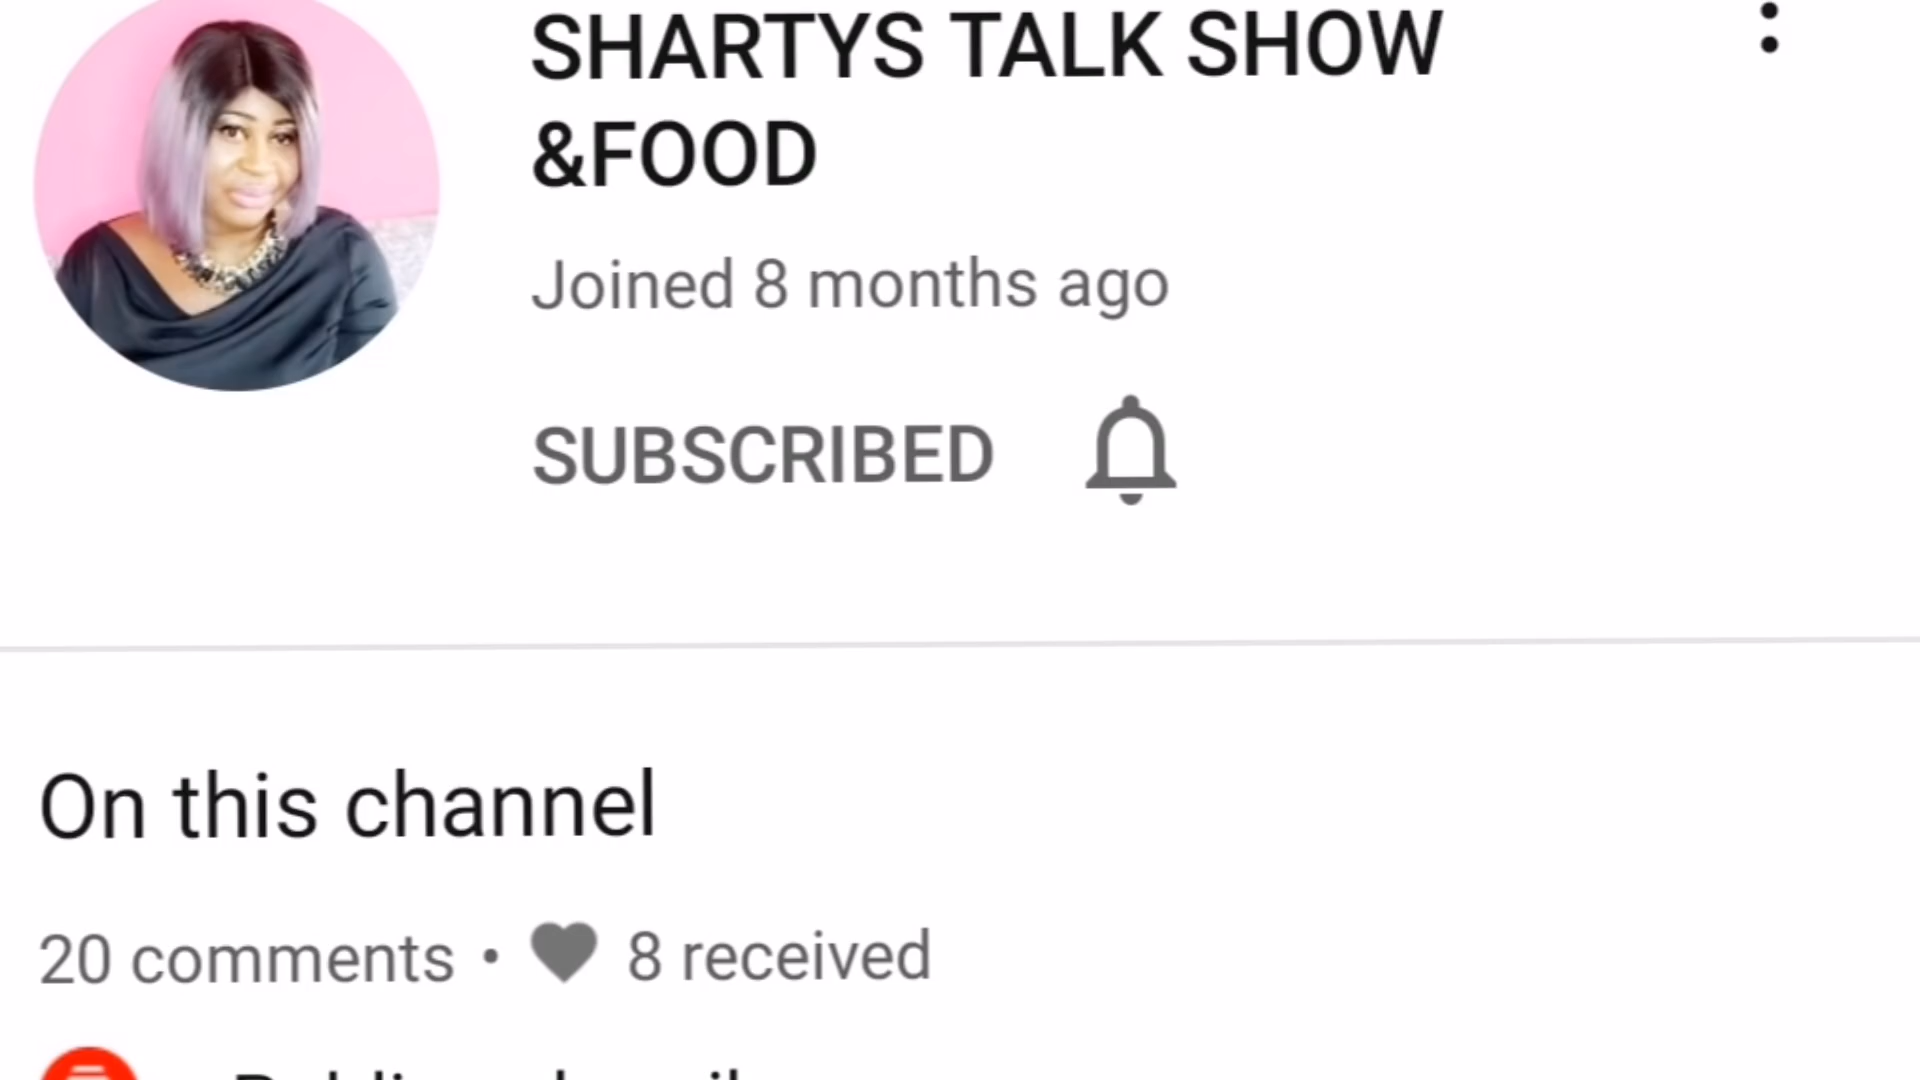 SHARTYS TALK SHOW
&FOOD
Joined 8 months ago
SUBSCRIBED
On this channel
20 comments • 8 received